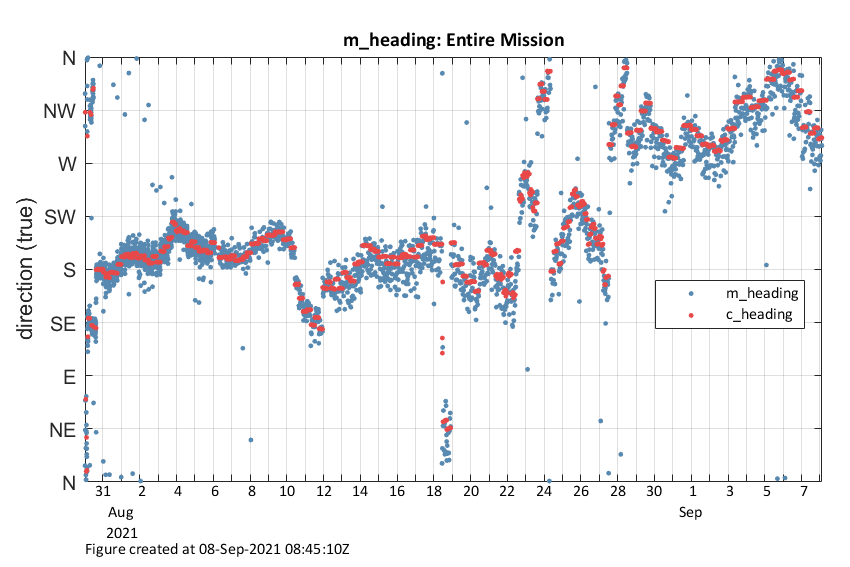 m_heading: Entire Mission
direction (true)
N
NW
W
SW
S
SE
E
NE
N
m_heading
c_heading
31 2 4 6 8 10 12 14 16 18 20 22 24 26 28 30 1 3 5 7
Aug Sep
2021
Figure created at 08-Sep-2021 08:45:10Z